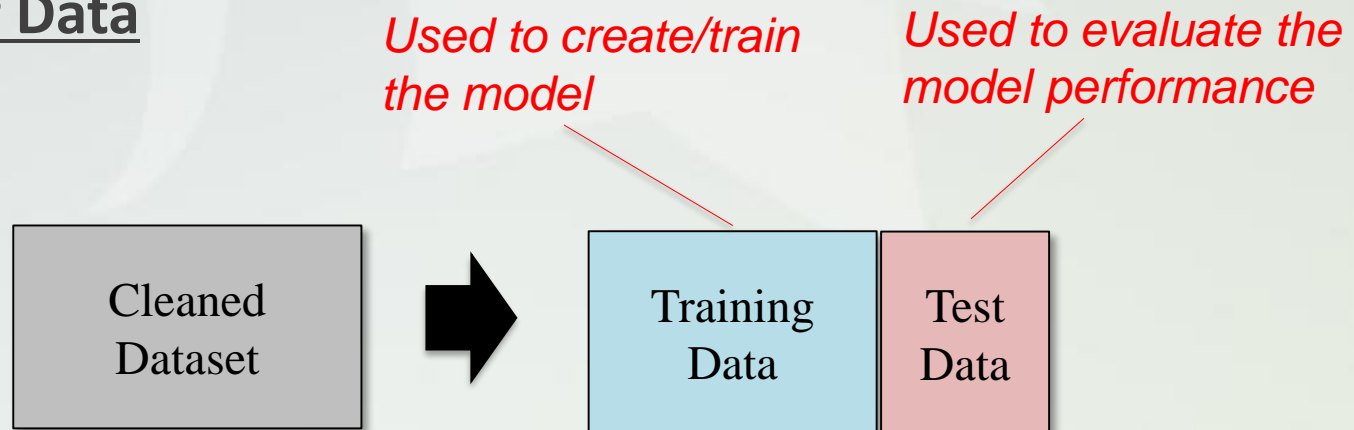 Data
Used to create/train
the model
Used to evaluate the
model performance
Cleaned
Dataset
Training
Data
Test
Data